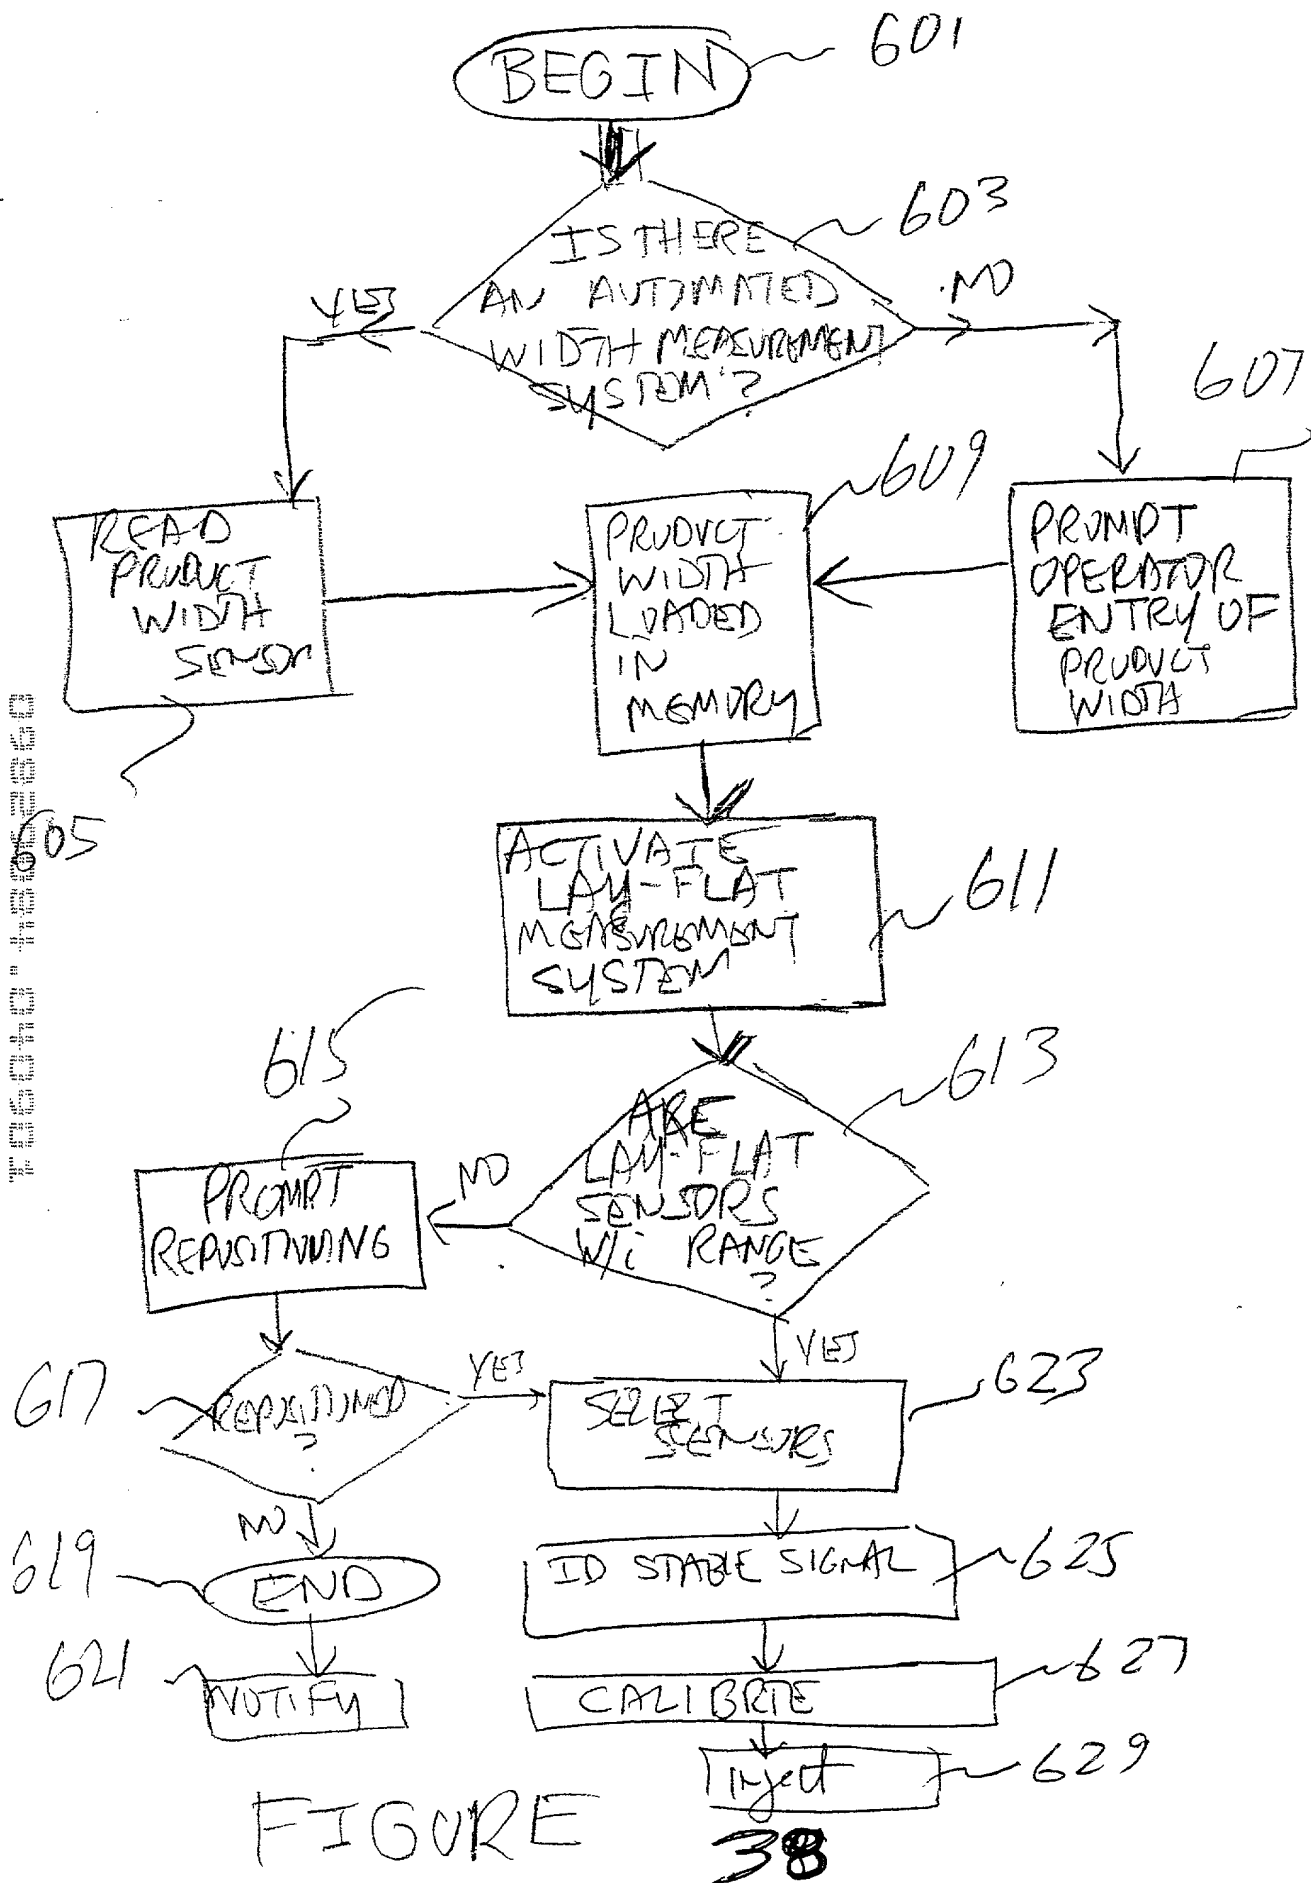 BEGIN
601
IS THERE
AN AUTOMATED
WIDTH MEASUREMENT
SYSTEM?
603
YES
NO
607
READ
PRODUCT
WIDTH
SENSOR
605
609
PRODUCT
WIDTH
LOADED
IN
MEMORY
PROMPT
OPERATOR
ENTRY OF
PRODUCT
WIDTH
ACTIVATE
LAY-FLAT
MEASUREMENT
SYSTEM
611
615
613
ARE
LAY-FLAT
SENSORS
W/i RANGE
?
NO
PROMPT
REPOSITIONING
YES
617
REPOSITIONED
?
YES
SELECT
SENSORS
623
NO
619
END
ID STABLE SIGNAL
625
621
NOTIFY
CALIBRTE
627
inject
629
FIGURE
38